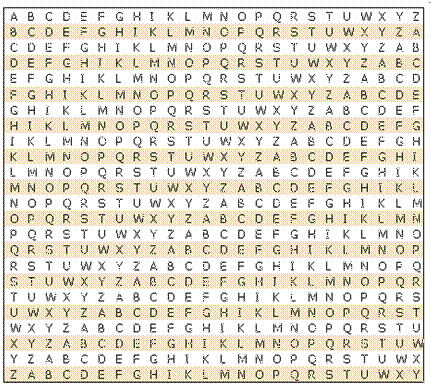 A B C D E F G H I K L M N O P Q R S T U W X Y Z
B C D E F G H I K L M N O P Q R S T U W X Y Z A
C D E F G H I K L M N O P Q R S T U W X Y Z A B
D E F G H I K L M N O P Q R S T U W X Y Z A B C
E F G H I K L M N O P Q R S T U W X Y Z A B C D
F G H I K L M N O P Q R S T U W X Y Z A B C D E
G H I K L M N O P Q R S T U W X Y Z A B C D E F
H I K L M N O P Q R S T U W X Y Z A B C D E F G
I K L M N O P Q R S T U W X Y Z A B C D E F G H
K L M N O P Q R S T U W X Y Z A B C D E F G H I
L M N O P Q R S T U W X Y Z A B C D E F G H I K
M N O P Q R S T U W X Y Z A B C D E F G H I K L
N O P Q R S T U W X Y Z A B C D E F G H I K L M
O P Q R S T U W X Y Z A B C D E F G H I K L M N
P Q R S T U W X Y Z A B C D E F G H I K L M N O
Q R S T U W X Y Z A B C D E F G H I K L M N O P
R S T U W X Y Z A B C D E F G H I K L M N O P Q
S T U W X Y Z A B C D E F G H I K L M N O P Q R
T U W X Y Z A B C D E F G H I K L M N O P Q R S
U W X Y Z A B C D E F G H I K L M N O P Q R S T
W X Y Z A B C D E F G H I K L M N O P Q R S T U
X Y Z A B C D E F G H I K L M N O P Q R S T U W
Y Z A B C D E F G H I K L M N O P Q R S T U W X
Z A B C D E F G H I K L M N O P Q R S T U W X Y